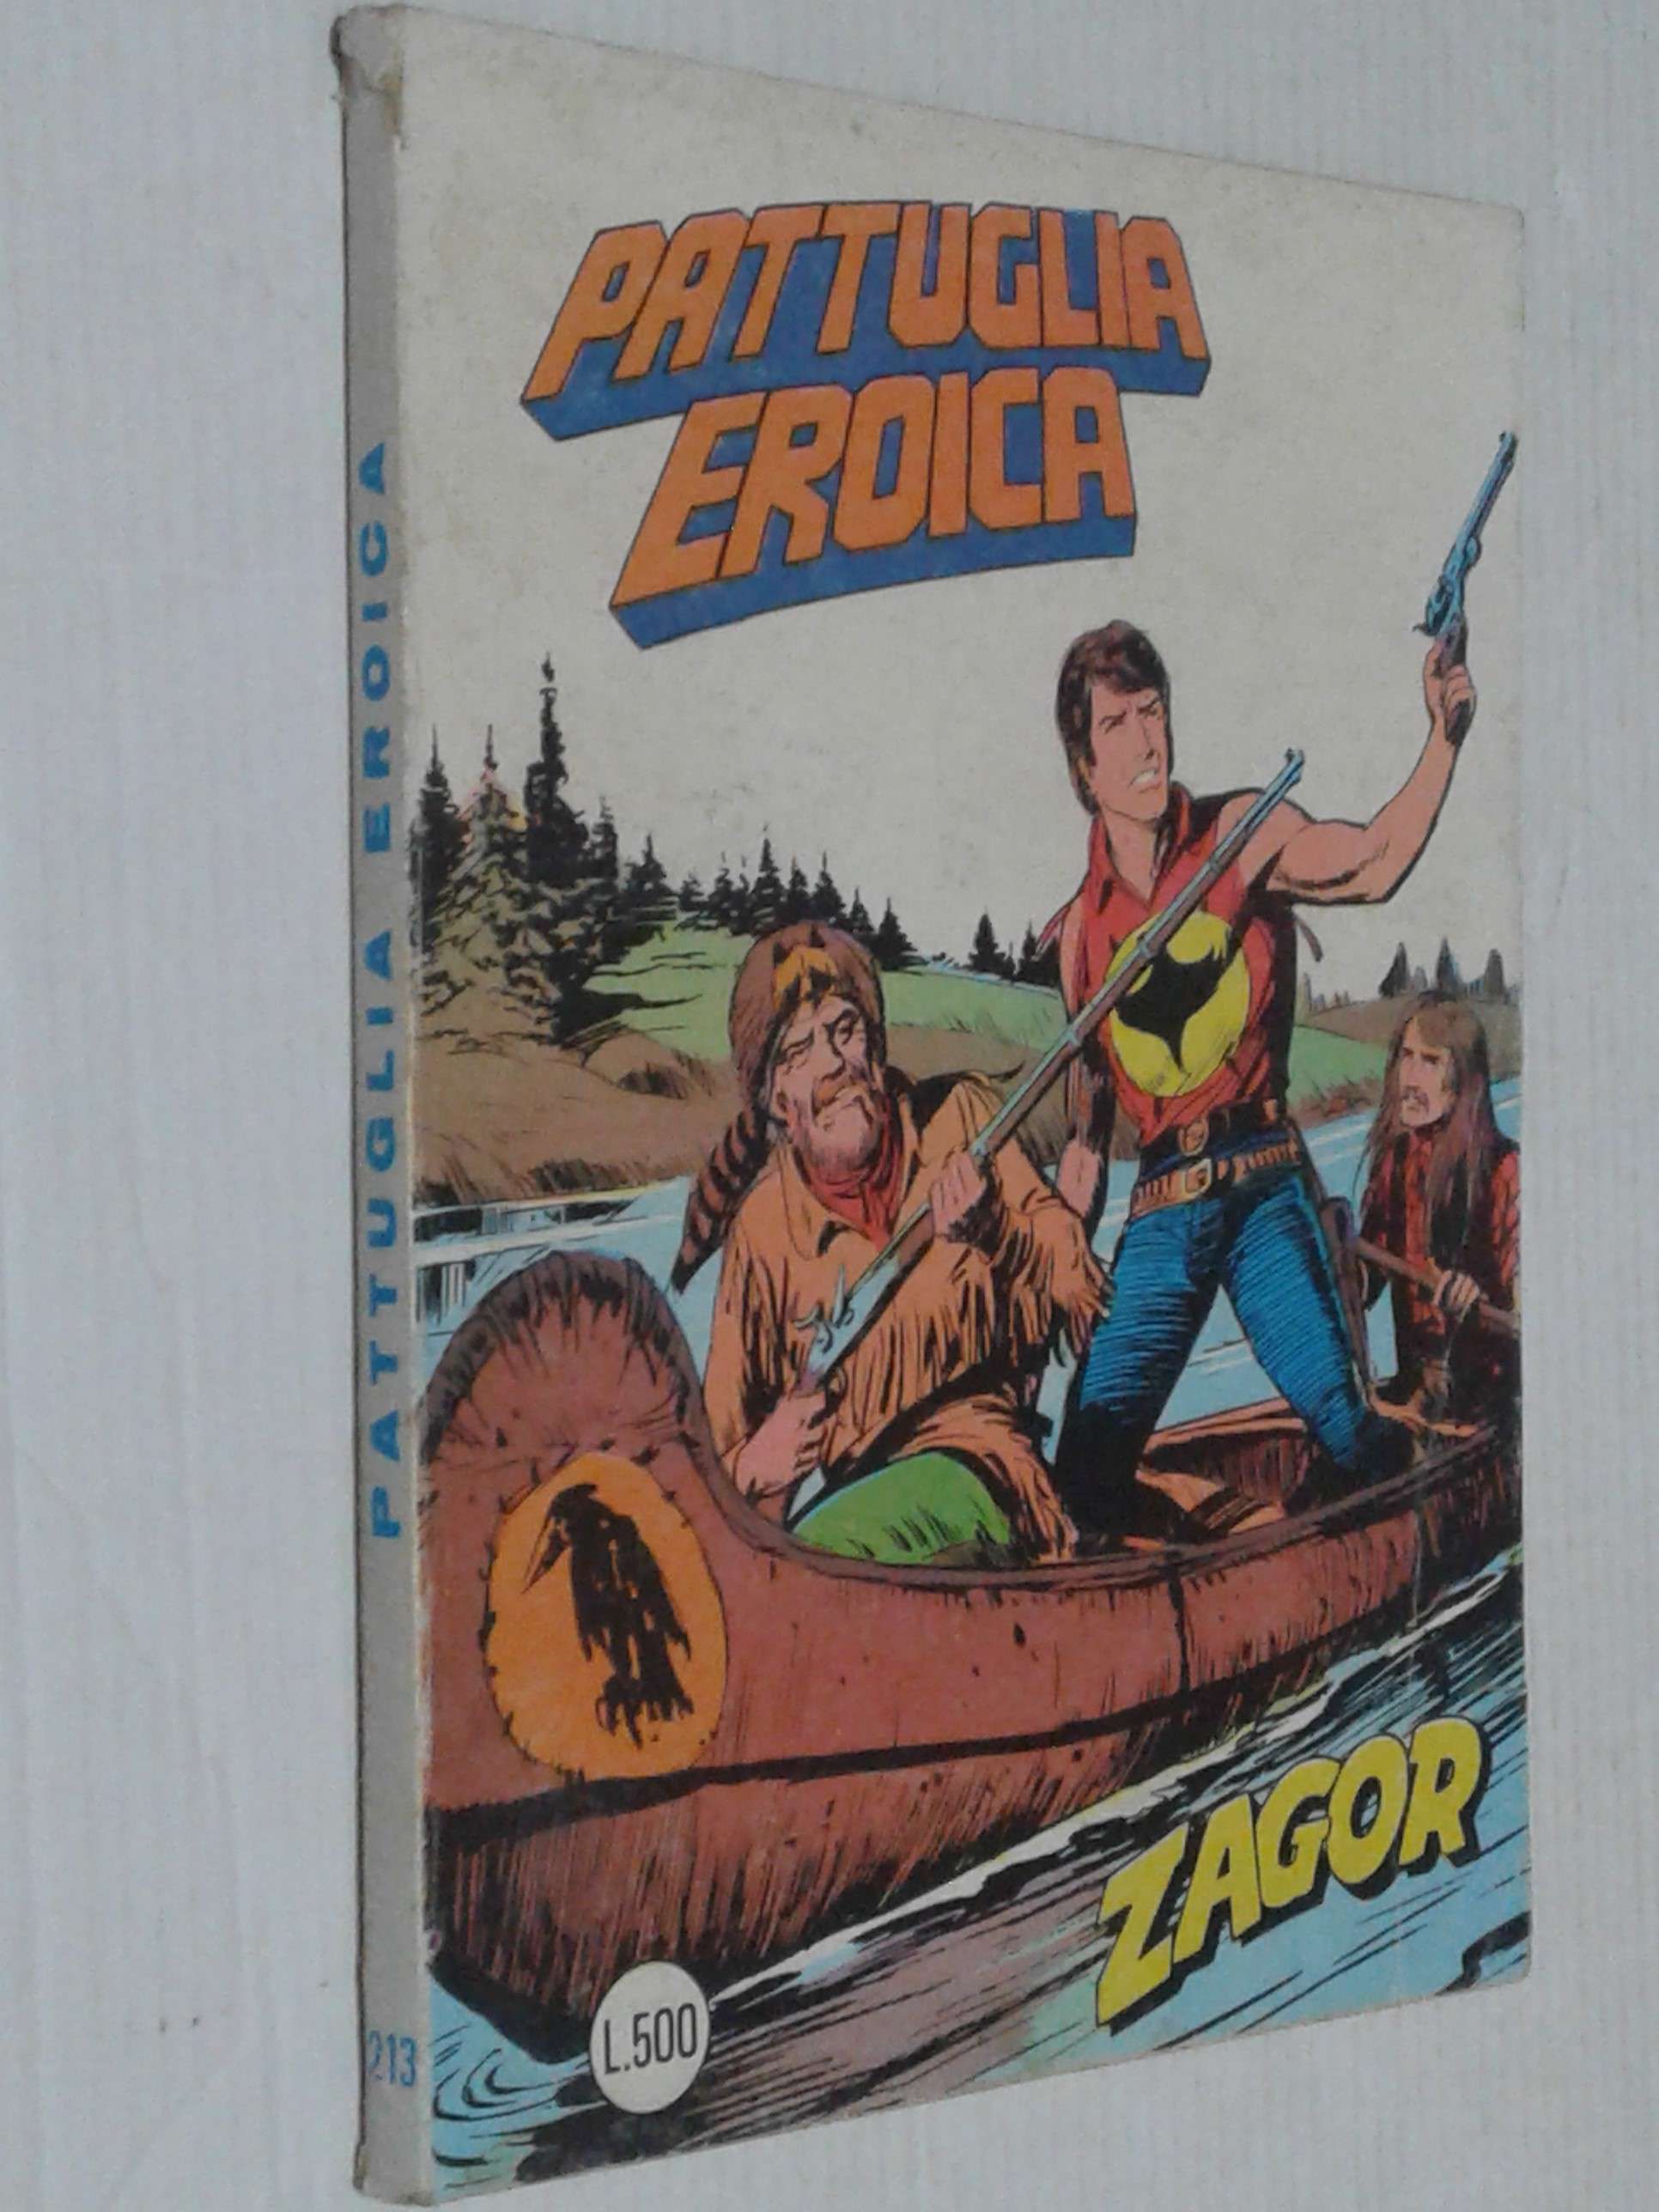 PATTUGLIA
EROICA
PATTUGLIA EROICA
213
L.500
ZAGOR